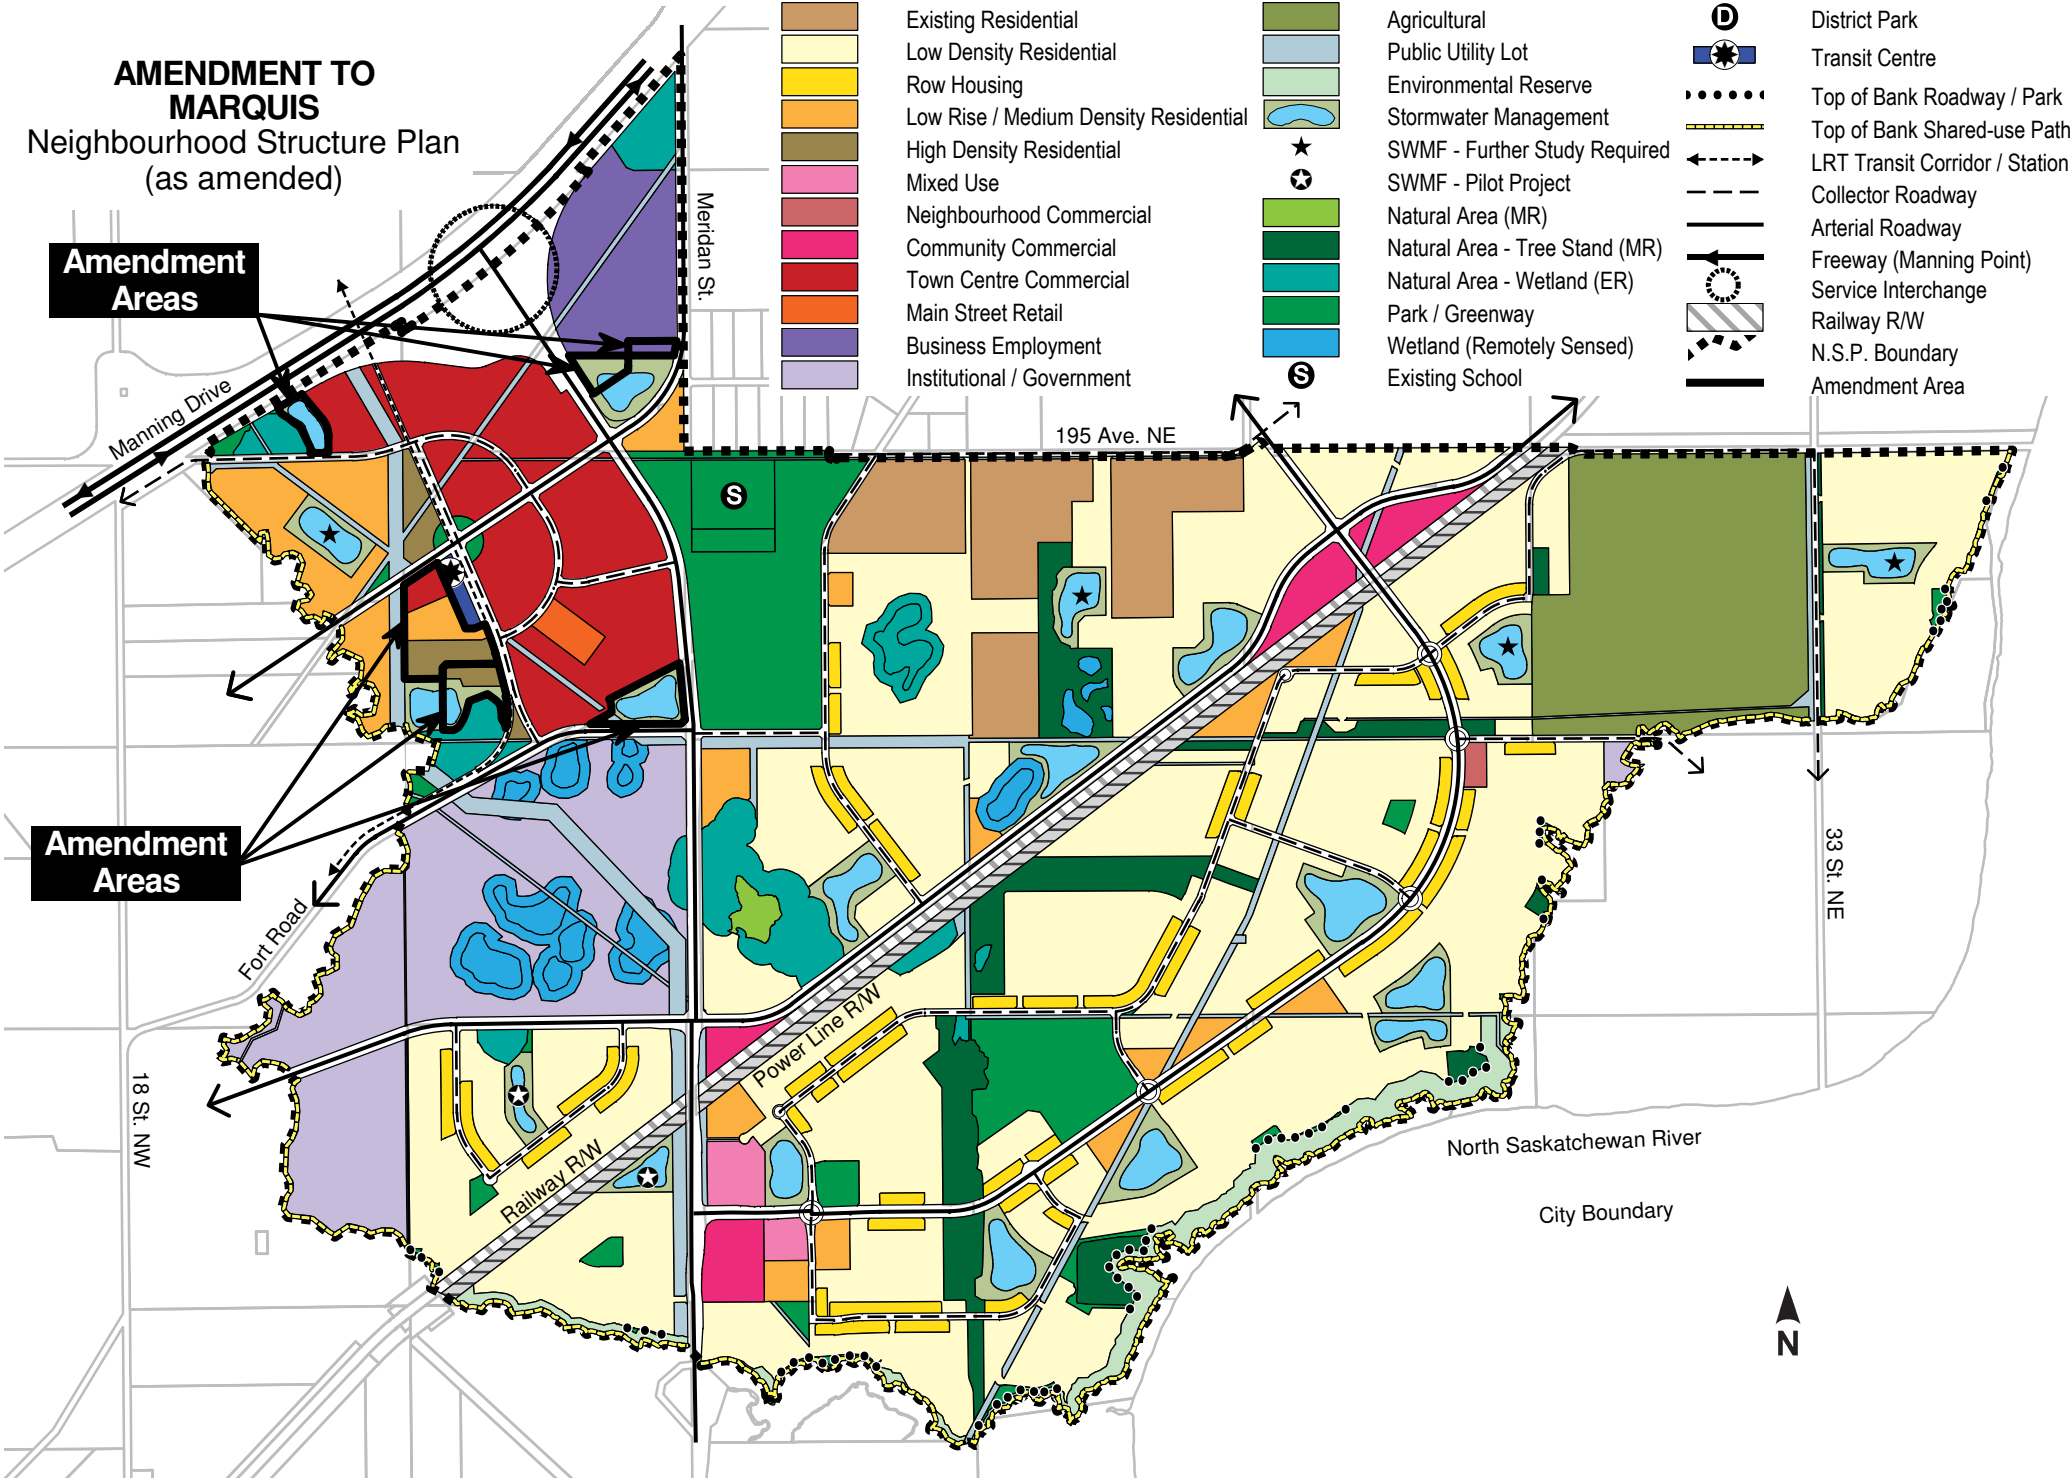 AMENDMENT TO
MARQUIS
Neighbourhood Structure Plan
(as amended)
Existing Residential
Low Density Residential
Row Housing
Low Rise / Medium Density Residential
High Density Residential
Mixed Use
Neighbourhood Commercial
Community Commercial
Town Centre Commercial
Main Street Retail
Business Employment
Institutional / Government
Agricultural
Public Utility Lot
Environmental Reserve
Stormwater Management
SWMF - Further Study Required
SWMF - Pilot Project
Natural Area (MR)
Natural Area - Tree Stand (MR)
Natural Area - Wetland (ER)
Park / Greenway
Wetland (Remotely Sensed)
S Existing School
D District Park
Transit Centre
Top of Bank Roadway / Park
Top of Bank Shared-use Path
LRT Transit Corridor / Station
Collector Roadway
Arterial Roadway
Freeway (Manning Point)
Service Interchange
Railway R/W
N.S.P. Boundary
Amendment Area
Amendment
Areas
Meridan St.
Manning Drive
195 Ave. NE
S
Amendment
Areas
Fort Road
33 St. NE
Power Line R/W
18 St. NW
Railway R/W
North Saskatchewan River
City Boundary
N